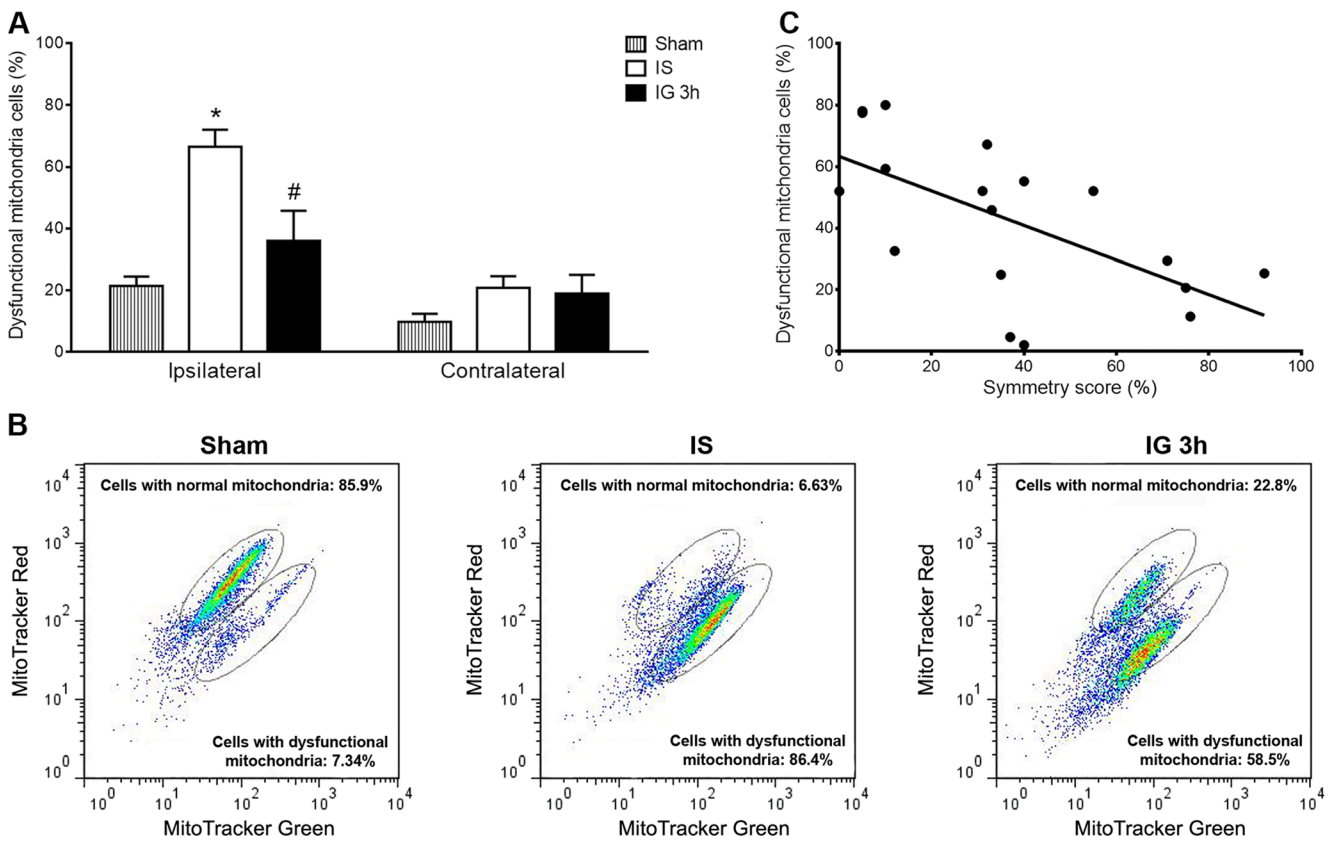 A
Dysfunctional mitchondria cells (%)
100
80
60
40
20
0
*
#
Sham
IS
IG 3h
Ipsilateral
Contralateral
C
Dysfunctional mitchondria cells (%)
100
80
60
40
20
0
0
20
40
60
80
100
Symmetry score (%)
B
Sham
MitoTracker Red
10^4
10^3
10^2
10^1
10^0
Cells with normal mitochondria: 85.9%
Cells with dysfunctional
mitochondria: 7.34%
10^0
10^1
10^2
10^3
10^4
MitoTracker Green
IS
MitoTracker Red
10^4
10^3
10^2
10^1
10^0
Cells with normal mitochondria: 6.63%
Cells with dysfunctional
mitochondria: 86.4%
10^0
10^1
10^2
10^3
10^4
MitoTracker Green
IG 3h
MitoTracker Red
10^4
10^3
10^2
10^1
10^0
Cells with normal mitochondria: 22.8%
Cells with dysfunctional
mitochondria: 58.5%
10^0
10^1
10^2
10^3
10^4
MitoTracker Green